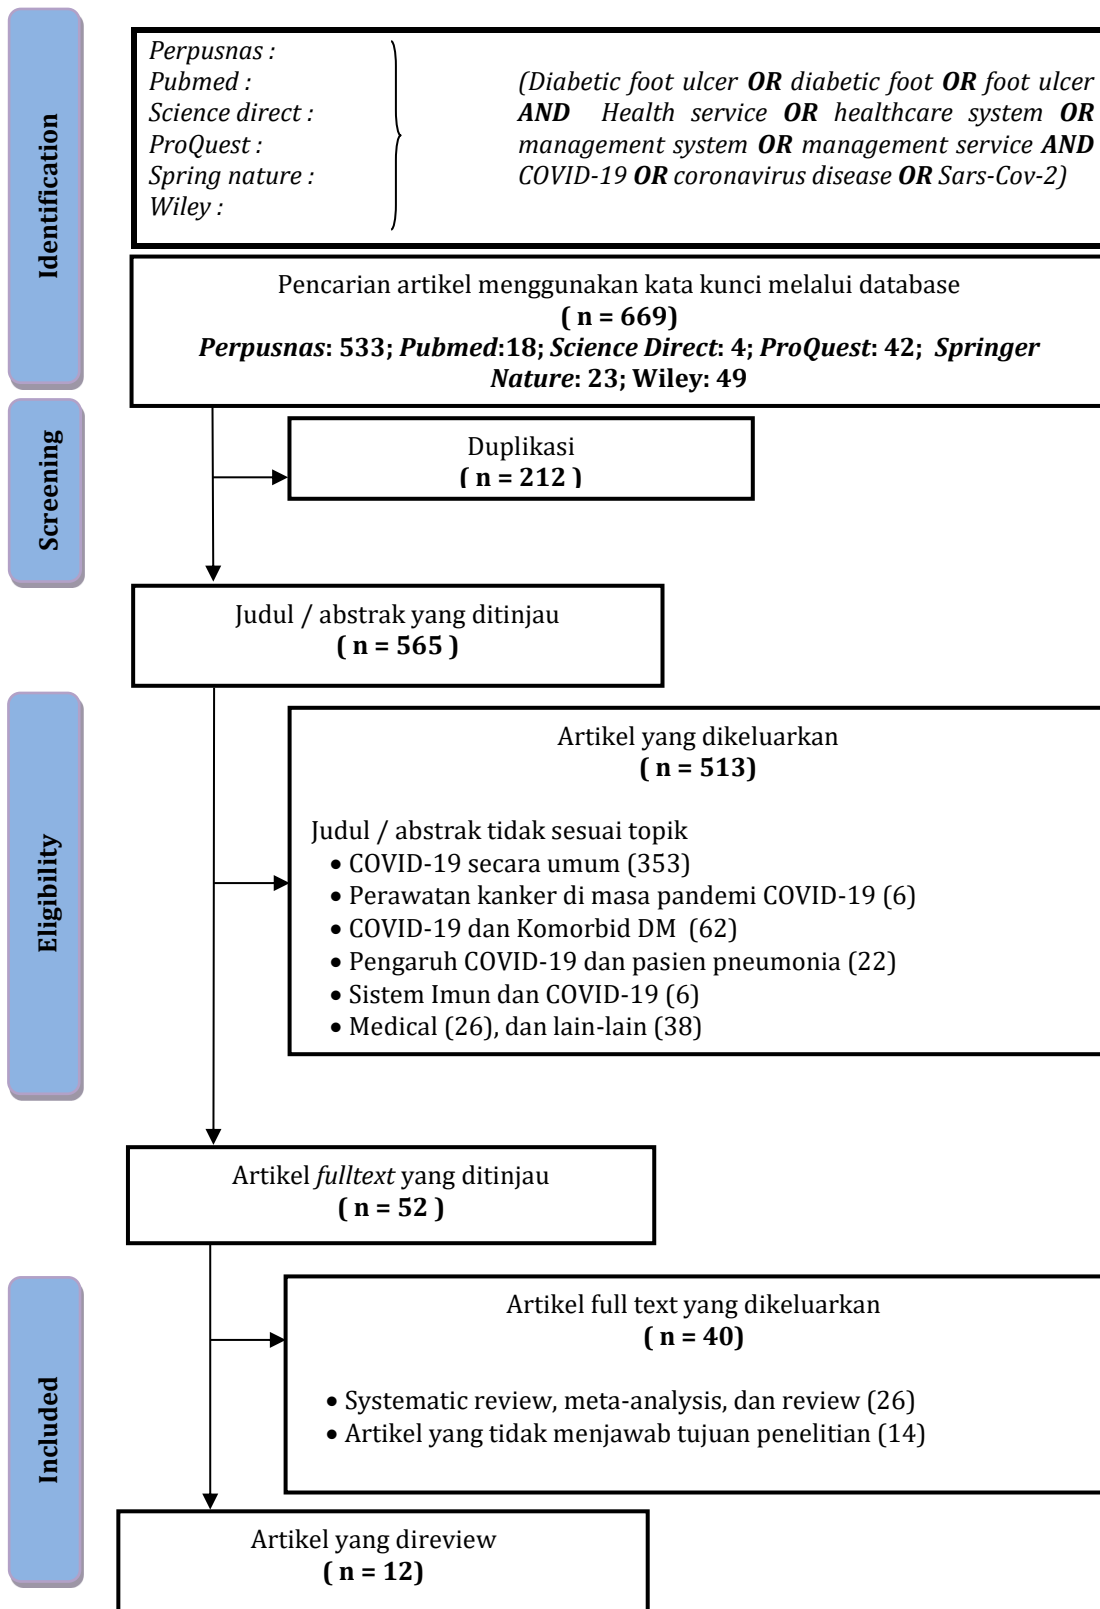 Identification
Perpusnas :
Pubmed :
Science direct :
ProQuest :
Spring nature :
Wiley :
(Diabetic foot ulcer OR diabetic foot OR foot ulcer
AND Health service OR healthcare system OR
management system OR management service AND
COVID-19 OR coronavirus disease OR Sars-Cov-2)
Pencarian artikel menggunakan kata kunci melalui database
( n = 669)
Perpusnas: 533; Pubmed:18; Science Direct: 4; ProQuest: 42; Springer
Nature: 23; Wiley: 49
Screening
Duplikasi
( n = 212 )
Judul / abstrak yang ditinjau
( n = 565 )
Eligibility
Artikel yang dikeluarkan
( n = 513)
Judul / abstrak tidak sesuai topik
• COVID-19 secara umum (353)
• Perawatan kanker di masa pandemi COVID-19 (6)
• COVID-19 dan Komorbid DM (62)
• Pengaruh COVID-19 dan pasien pneumonia (22)
• Sistem Imun dan COVID-19 (6)
• Medical (26), dan lain-lain (38)
Artikel fulltext yang ditinjau
( n = 52 )
Included
Artikel full text yang dikeluarkan
( n = 40)
• Systematic review, meta-analysis, dan review (26)
• Artikel yang tidak menjawab tujuan penelitian (14)
Artikel yang direview
( n = 12)